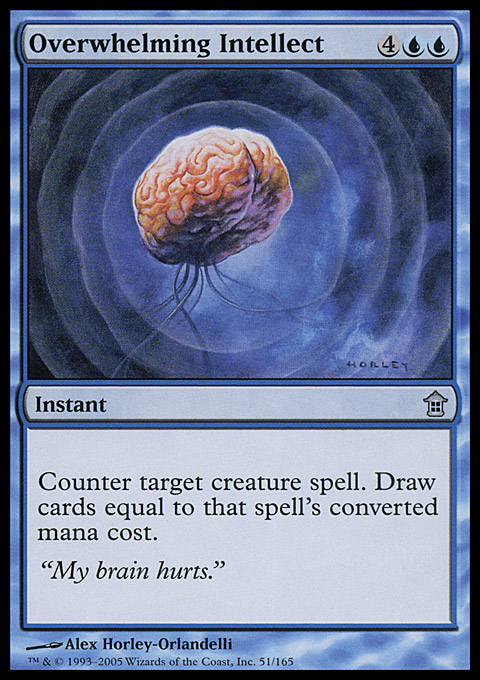 Overwhelming Intellect 4
HORLEY
Instant
Counter target creature spell. Draw
cards equal to that spell's converted
mana cost.
"My brain hurts."
Alex Horley-Orlandelli
™ & © 1993–2005 Wizards of the Coast, Inc. 51/165